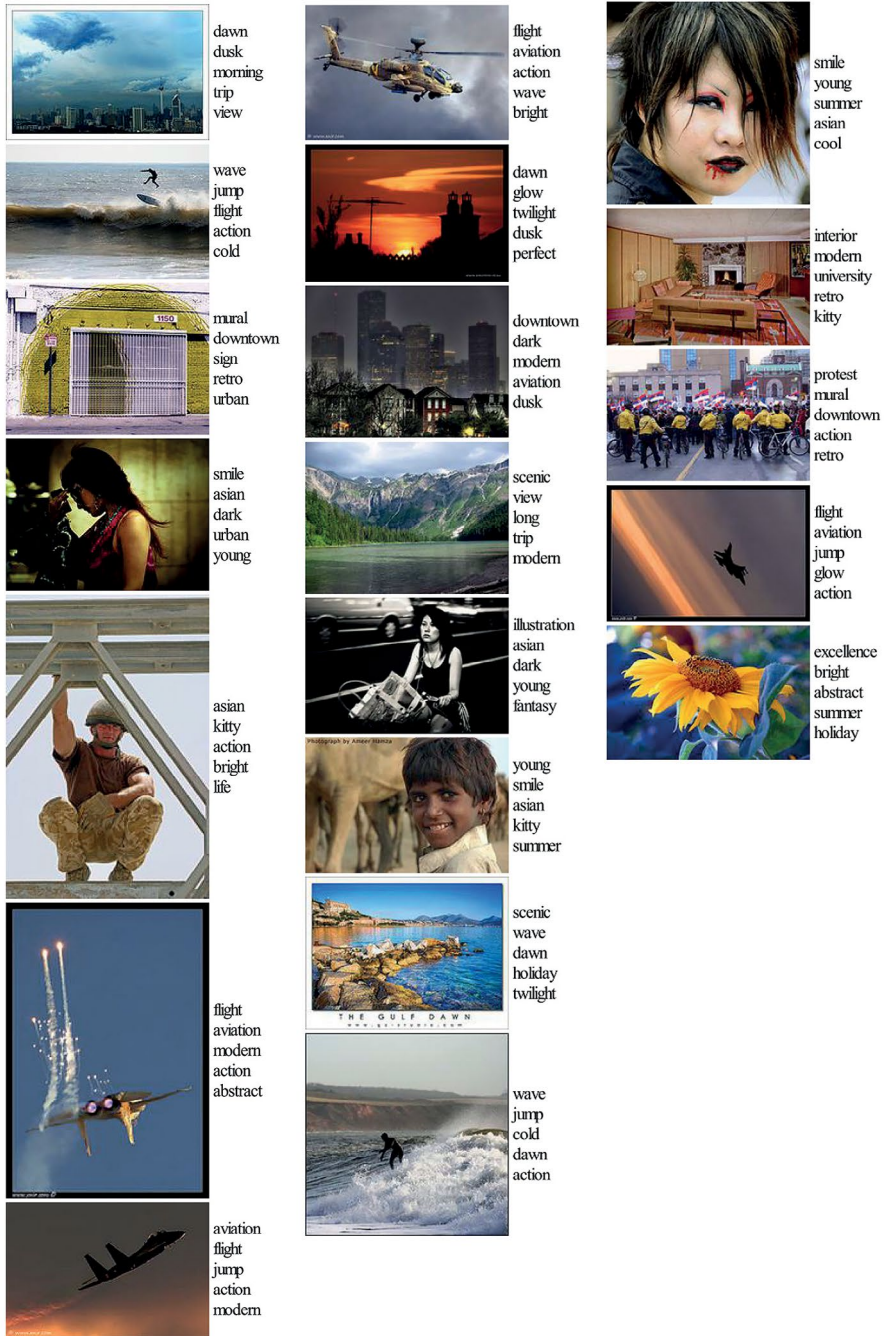 dawn
dusk
morning
trip
view
wave
jump
flight
action
cold
1150
mural
downtown
sign
retro
urban
smile
asian
dark
urban
young
asian
kitty
action
bright
life
flight
aviation
modern
action
abstract
aviation
flight
jump
action
modern
flight
aviation
action
wave
bright
dawn
glow
twilight
dusk
perfect
downtown
dark
modern
aviation
dusk
scenic
view
long
trip
modern
illustration
asian
dark
young
fantasy
Photograph by Ameer Hamza
young
smile
asian
kitty
summer
THE GULF DAWN
scenic
wave
dawn
holiday
twilight
wave
jump
cold
dawn
action
smile
young
summer
asian
cool
interior
modern
university
retro
kitty
protest
mural
downtown
action
retro
flight
aviation
jump
glow
action
excellence
bright
abstract
summer
holiday